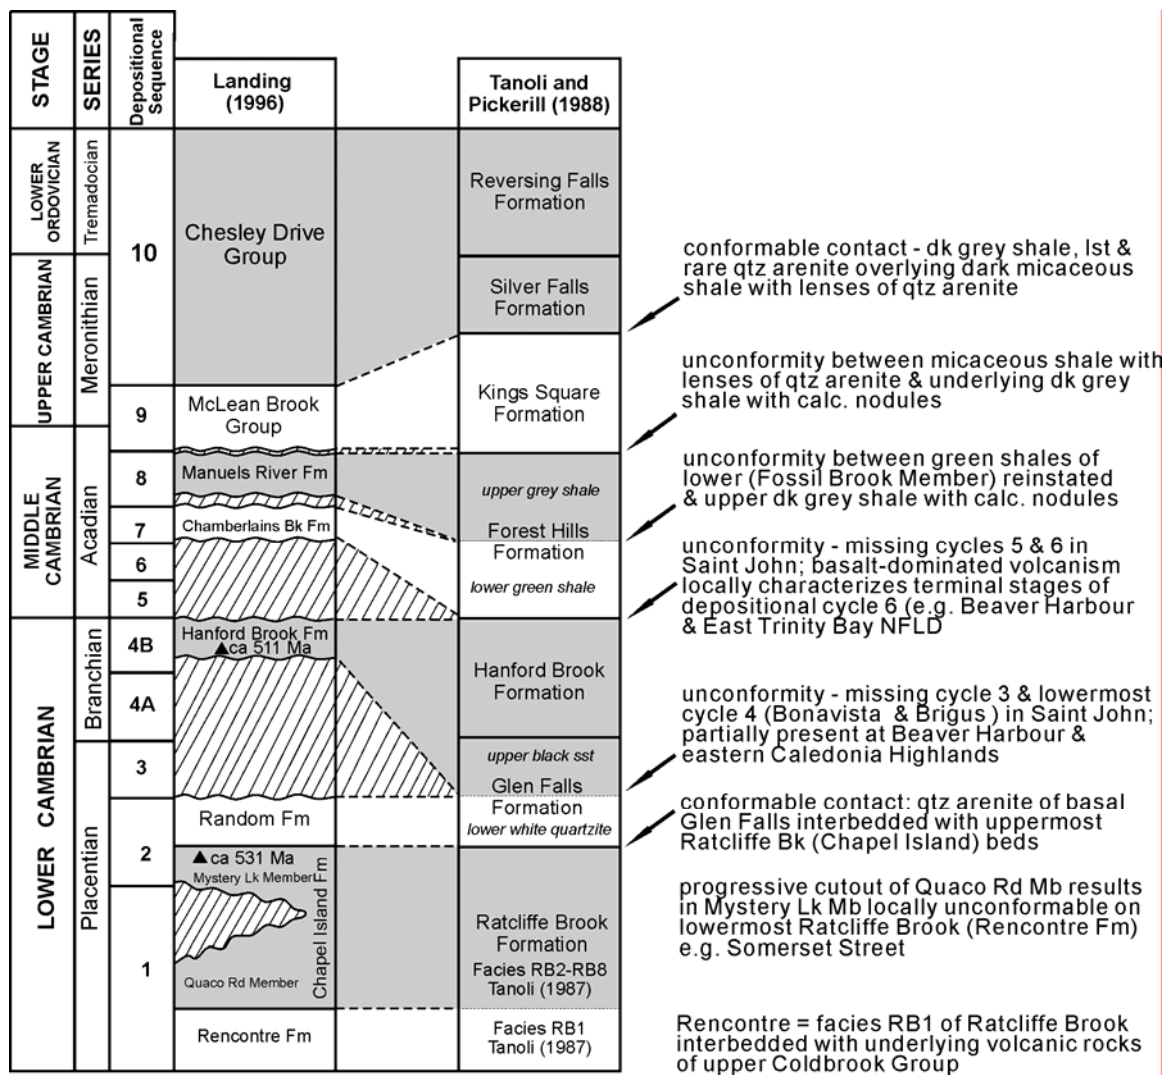 STAGE
SERIES
Depositional
Sequence
Landing
(1996)
Tanoli and
Pickerill (1988)
LOWER
ORDOVICIAN
UPPER CAMBRIAN
MIDDLE
CAMBRIAN
LOWER CAMBRIAN
Tremadocian
Meronithian
Acadian
Branchian
Placentian
10
9
8
7
6
5
4B
4A
3
2
1
Chesley Drive
Group
McLean Brook
Group
Manuels River Fm
Chamberlains Bk Fm
Hanford Brook Fm
▲ca 511 Ma
Random Fm
▲ca 531 Ma
Mystery Lk Member
Chapel Island Fm
Quaco Rd Member
Rencontre Fm
Reversing Falls
Formation
Silver Falls
Formation
Kings Square
Formation
upper grey shale
Forest Hills
Formation
lower green shale
Hanford Brook
Formation
upper black sst
Glen Falls
Formation
lower white quartzite
Ratcliffe Brook
Formation
Facies RB2-RB8
Tanoli (1987)
Facies RB1
Tanoli (1987)
conformable contact - dk grey shale, lst &
rare qtz arenite overlying dark micaceous
shale with lenses of qtz arenite
unconformity between micaceous shale with
lenses of qtz arenite & underlying dk grey
shale with calc. nodules
unconformity between green shales of
lower (Fossil Brook Member) reinstated
& upper dk grey shale with calc. nodules
unconformity - missing cycles 5 & 6 in
Saint John; basalt-dominated volcanism
locally characterizes terminal stages of
depositional cycle 6 (e.g. Beaver Harbour
& East Trinity Bay NFLD
unconformity - missing cycle 3 & lowermost
cycle 4 (Bonavista & Brigus ) in Saint John;
partially present at Beaver Harbour &
eastern Caledonia Highlands
conformable contact: qtz arenite of basal
Glen Falls interbedded with uppermost
Ratcliffe Bk (Chapel Island) beds
progressive cutout of Quaco Rd Mb results
in Mystery Lk Mb locally unconformable on
lowermost Ratcliffe Brook (Rencontre Fm)
e.g. Somerset Street
Rencontre = facies RB1 of Ratcliffe Brook
interbedded with underlying volcanic rocks
of upper Coldbrook Group